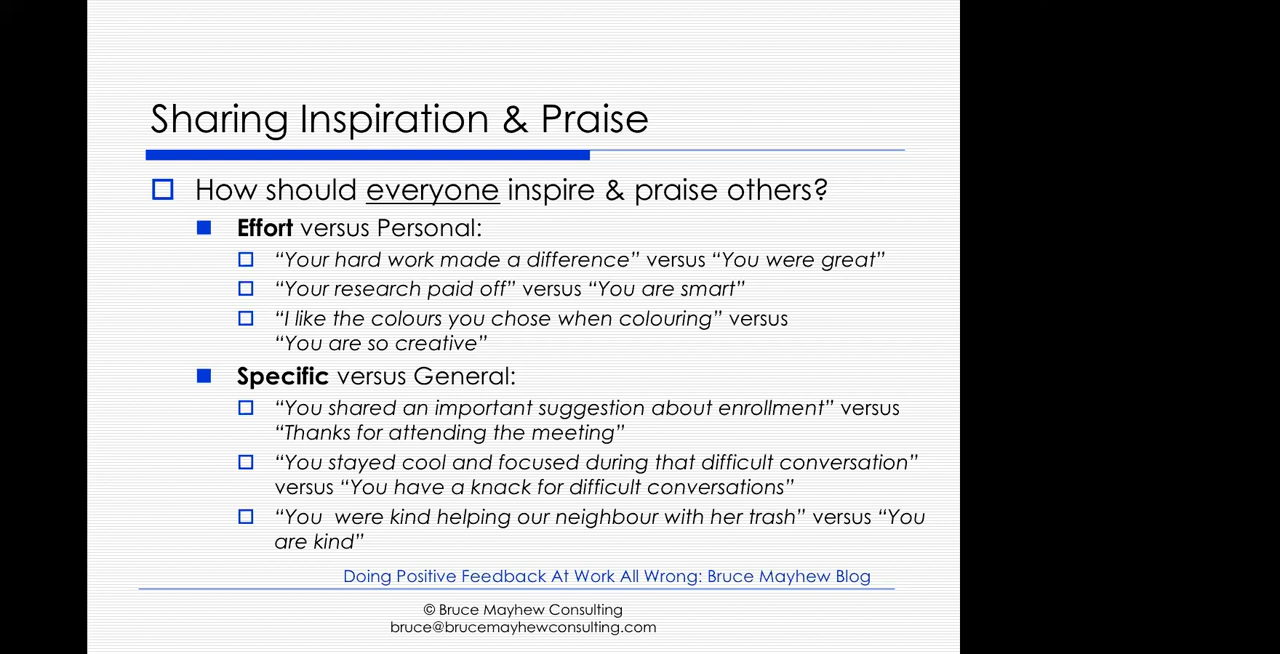 Sharing Inspiration & Praise
How should everyone inspire & praise others?
Effort versus Personal:
“Your hard work made a difference” versus “You were great”
“Your research paid off” versus “You are smart”
“I like the colours you chose when colouring” versus
“You are so creative”
Specific versus General:
“You shared an important suggestion about enrollment” versus
“Thanks for attending the meeting”
“You stayed cool and focused during that difficult conversation”
versus “You have a knack for difficult conversations”
“You  were kind helping our neighbour with her trash” versus “You
are kind”
Doing Positive Feedback At Work All Wrong: Bruce Mayhew Blog
© Bruce Mayhew Consulting
bruce@brucemayhewconsulting.com